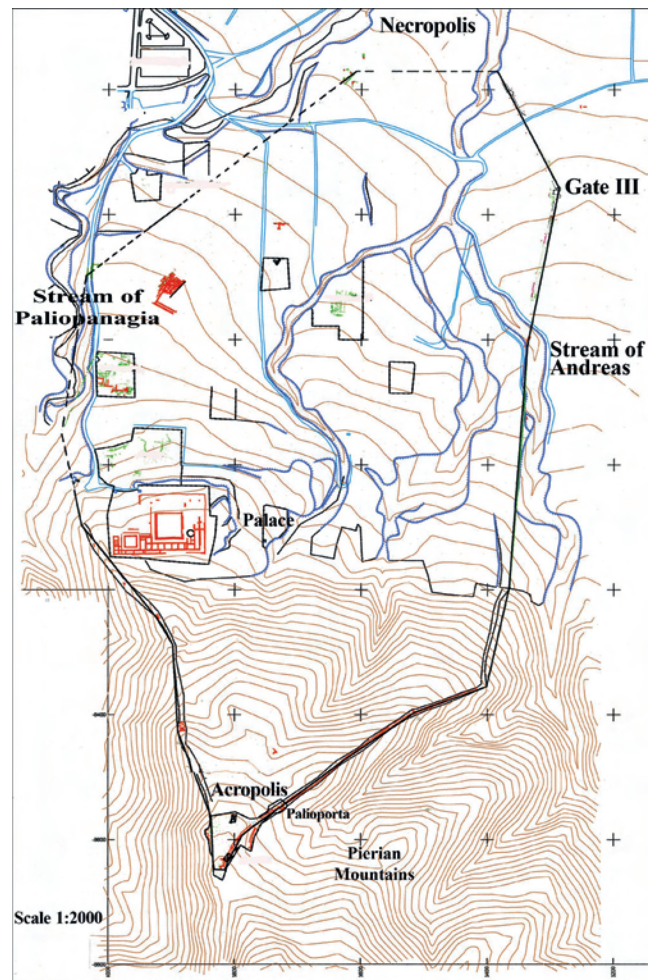 Necropolis
Gate III
Stream of
Paliopanagia
Stream of
Andreas
Palace
Acropolis
Palioporta
Pierian
Mountains
Scale 1:2000